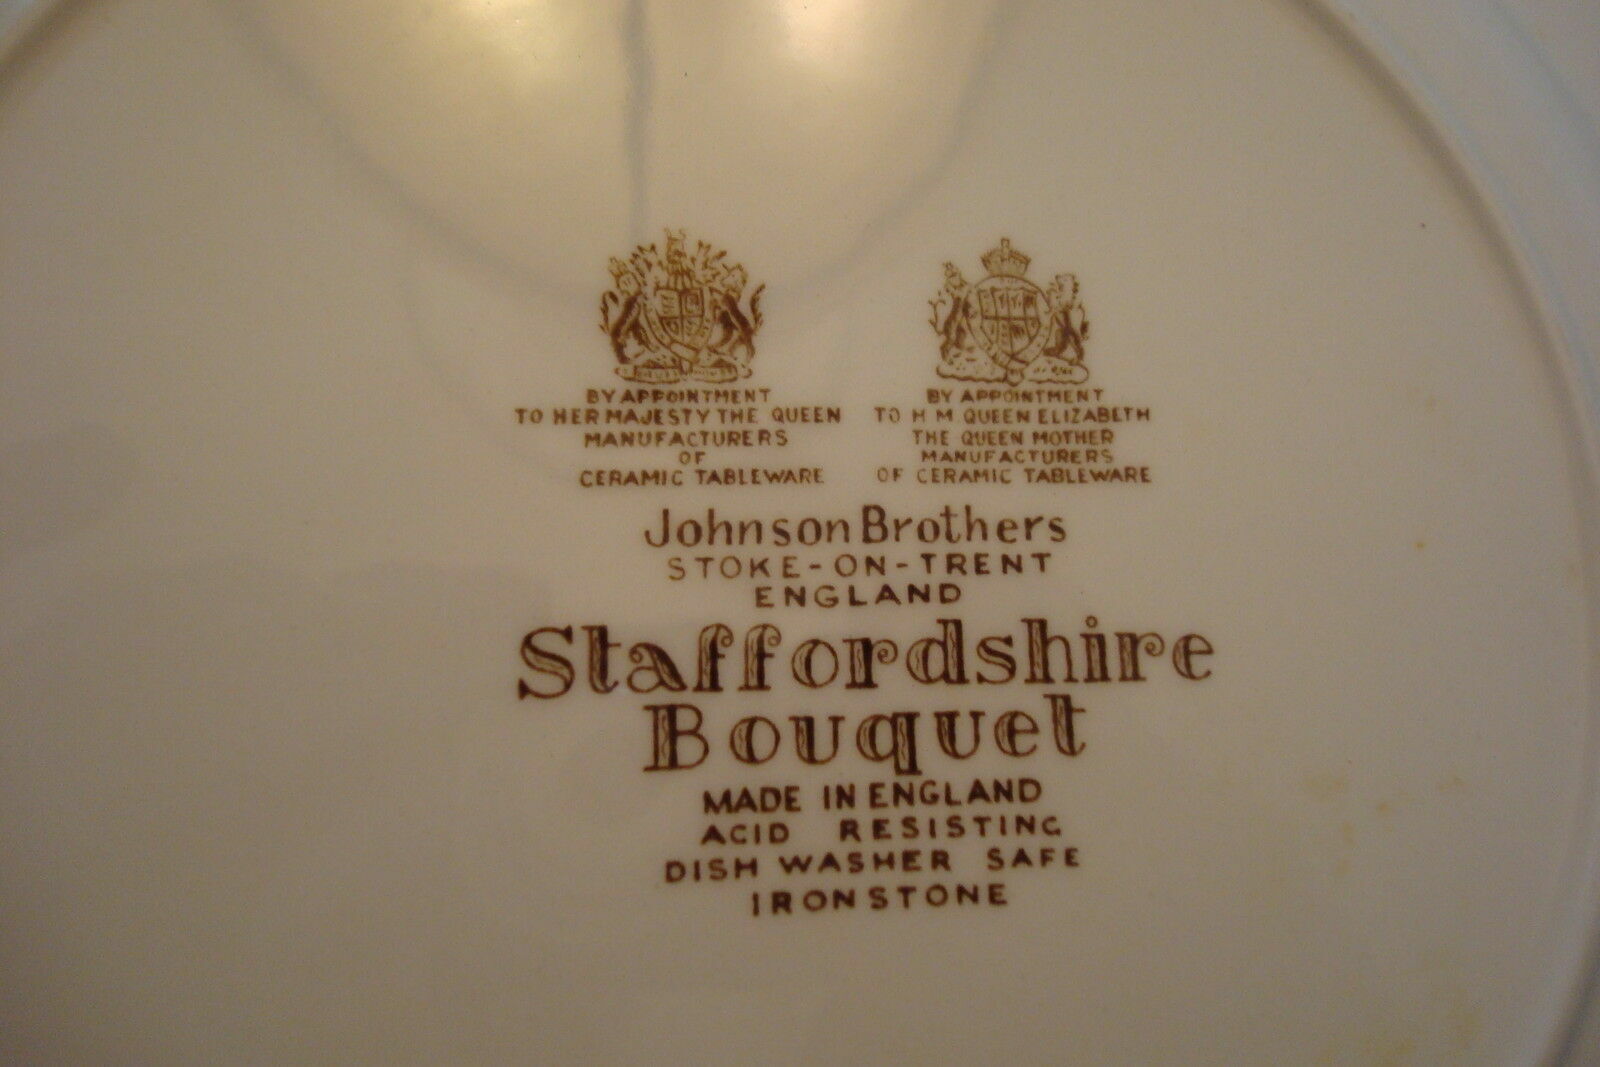 BY APPOINTMENT
TO HER MAJESTY THE QUEEN
MANUFACTURERS
OF
CERAMIC TABLEWARE
BY APPOINTMENT
TO H M QUEEN ELIZABETH
THE QUEEN MOTHER
MANUFACTURERS
OF CERAMIC TABLEWARE
Johnson Brothers
STOKE-ON-TRENT
ENGLAND
Staffordshire
Bouquet
MADE IN ENGLAND
ACID RESISTING
DISH WASHER SAFE
IRONSTONE